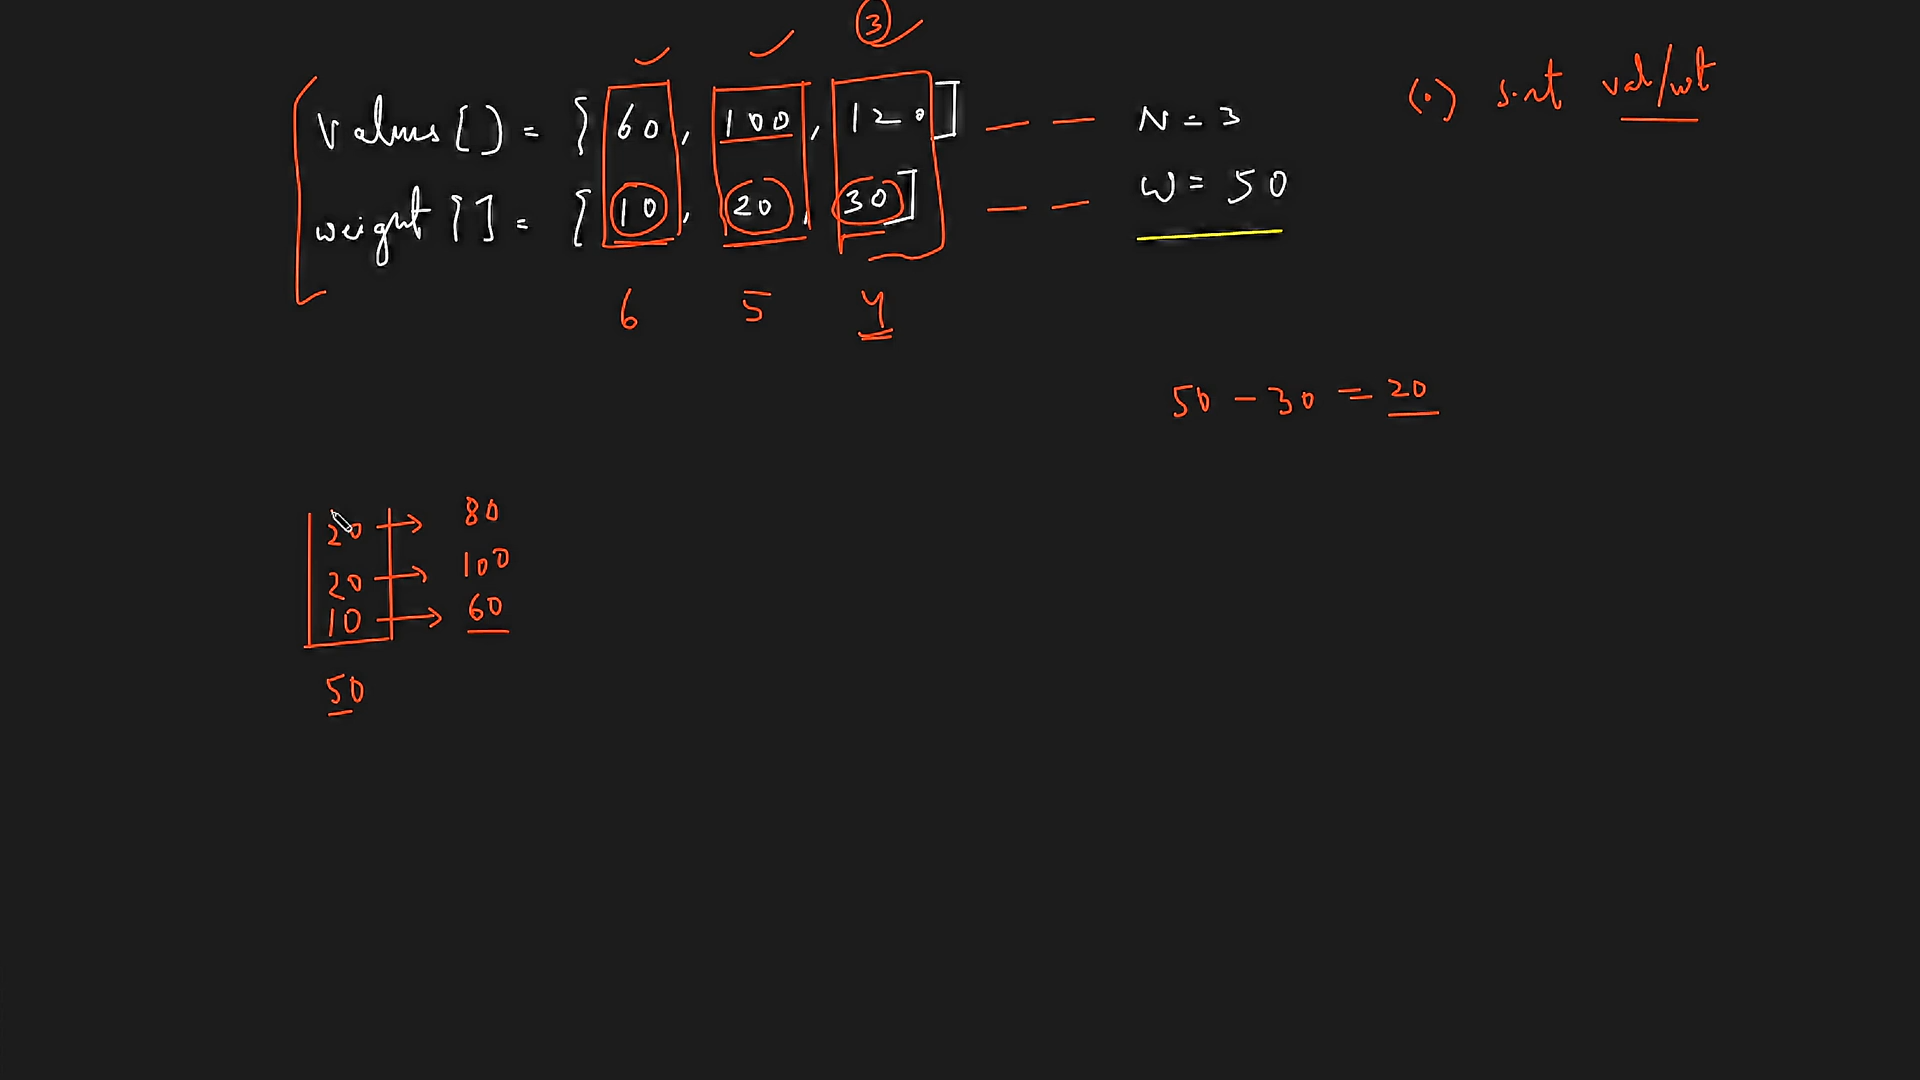 3
values[] = { 60, 100, 120 ] — — N = 3
weight [ ] = { 10, 20, 30 ] — — W = 50
6 5 4
(•) sort val/wt
50 - 30 = 20
20 → 80
20 → 100
10 → 60
50